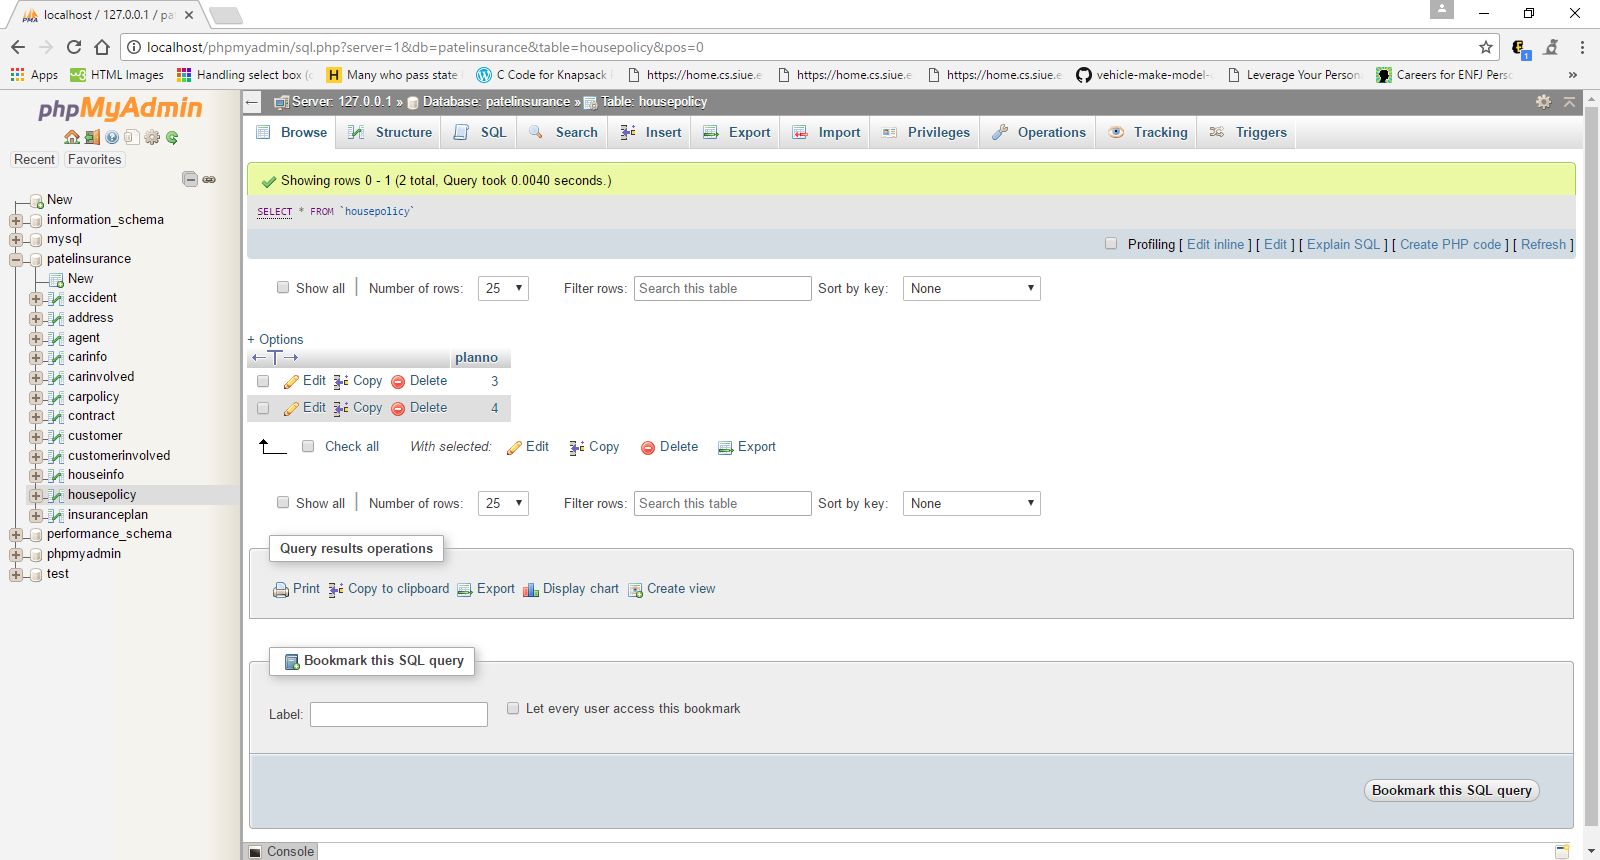 localhost / 127.0.0.1 / pa
localhost/phpmyadmin/sql.php?server=1&db=patelinsurance&table=housepolicy&pos=0
Apps HTML Images Handling select box (c Many who pass state C Code for Knapsack https://home.cs.siue.e https://home.cs.siue.e https://home.cs.siue.e vehicle-make-model- Leverage Your Person Careers for ENFJ Pers »
phpMyAdmin
Recent Favorites
New
information_schema
mysql
patelinsurance
New
accident
address
agent
carinfo
carinvolved
carpolicy
contract
customer
customerinvolved
houseinfo
housepolicy
insuranceplan
performance_schema
phpmyadmin
test
Server: 127.0.0.1 » Database: patelinsurance » Table: housepolicy
Browse Structure SQL Search Insert Export Import Privileges Operations Tracking Triggers
Showing rows 0 - 1 (2 total, Query took 0.0040 seconds.)
SELECT * FROM `housepolicy`
Profiling [ Edit inline ] [ Edit ] [ Explain SQL ] [ Create PHP code ] [ Refresh ]
Show all Number of rows: 25 Filter rows: Search this table Sort by key: None
+ Options
←T→ planno
Edit Copy Delete 3
Edit Copy Delete 4
Check all With selected: Edit Copy Delete Export
Show all Number of rows: 25 Filter rows: Search this table Sort by key: None
Query results operations
Print Copy to clipboard Export Display chart Create view
Bookmark this SQL query
Label: Let every user access this bookmark
Bookmark this SQL query
Console